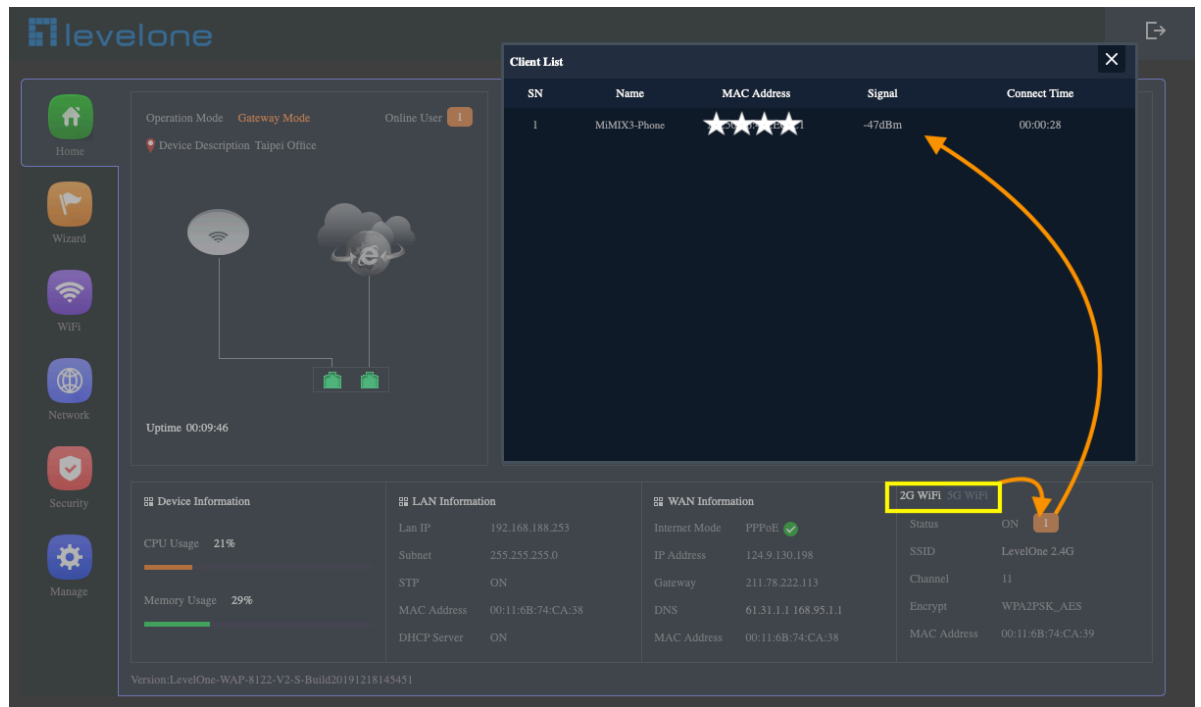 levelone
Client List
SN Name MAC Address Signal Connect Time
1 MiMIX3-Phone -47dBm 00:00:28
Home
Wizard
WiFi
Network
Security
Manage
Operation Mode Gateway Mode Online User 1
Device Description Taipei Office
Uptime 00:09:46
Device Information
CPU Usage 21%
Memory Usage 29%
LAN Information
Lan IP 192.168.188.253
Subnet 255.255.255.0
STP ON
MAC Address 00:11:6B:74:CA:38
DHCP Server ON
WAN Information
Internet Mode PPPoE
IP Address 124.9.130.198
Gateway 211.78.222.113
DNS 61.31.1.1 168.95.1.1
MAC Address 00:11:6B:74:CA:38
2G WiFi 5G WiFi
Status ON 1
SSID LevelOne 2.4G
Channel 11
Encrypt WPA2PSK_AES
MAC Address 00:11:6B:74:CA:39
Version:LevelOne-WAP-8122-V2-S-Build20191218145451